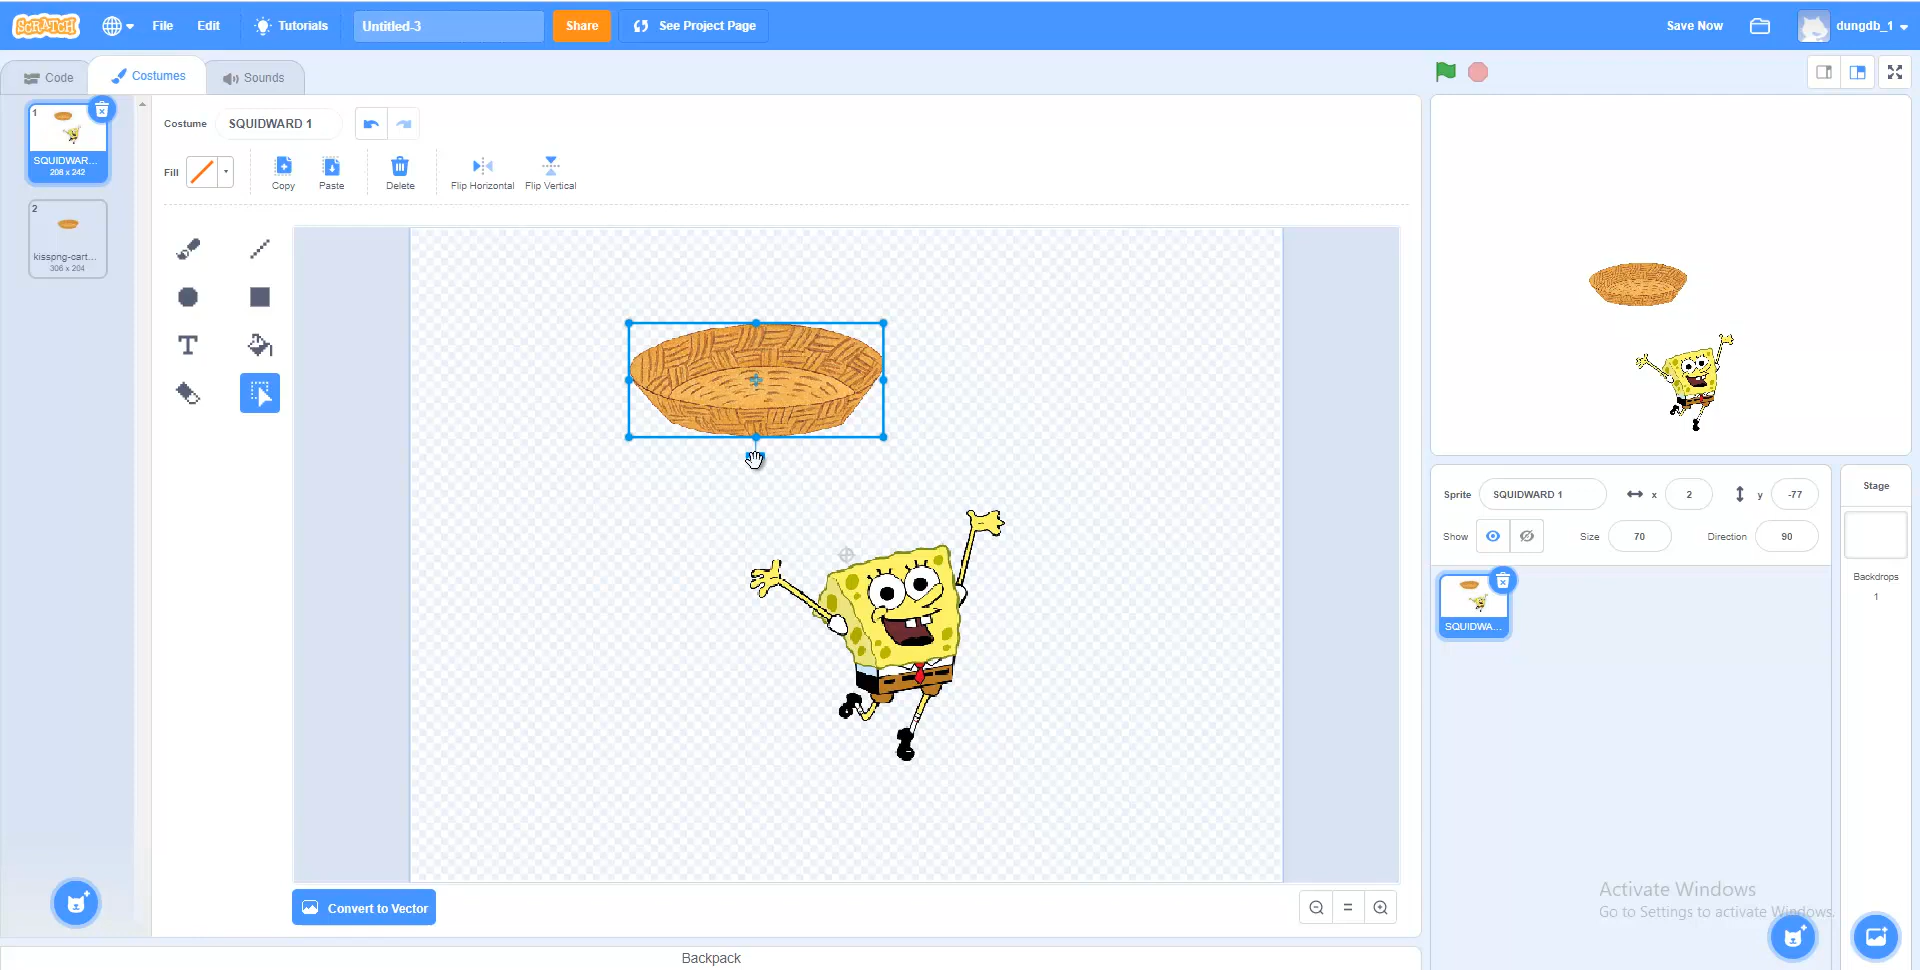 SCRATCH
File
Edit
Tutorials
Untitled-3
Share
See Project Page
Save Now
dungdb_1
Code
Costumes
Sounds
1
SQUIDWAR...
208 x 242
2
kisspng-cart...
306 x 204
Costume
SQUIDWARD 1
Fill
Copy
Paste
Delete
Flip Horizontal
Flip Vertical
T
Convert to Vector
Backpack
Sprite
SQUIDWARD 1
x
2
y
-77
Show
Size
70
Direction
90
SQUIDWA...
Stage
Backdrops
1
Activate Windows
Go to Settings to activate Windows.